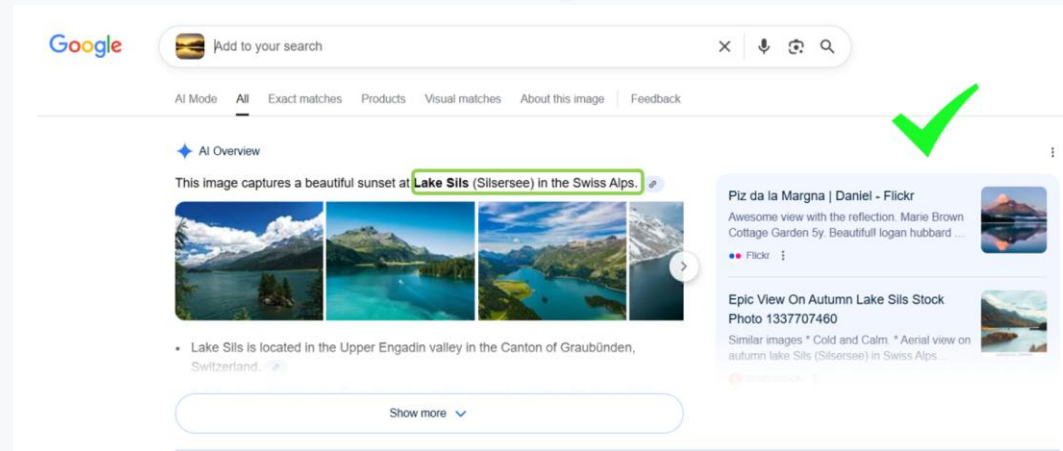 Google
Add to your search
AI Mode All Exact matches Products Visual matches About this image Feedback
AI Overview
This image captures a beautiful sunset at Lake Sils (Silsersee) in the Swiss Alps.
Lake Sils is located in the Upper Engadin valley in the Canton of Graubünden,
Switzerland.
Show more
Piz da la Margna | Daniel - Flickr
Awesome view with the reflection. Marie Brown
Cottage Garden 5y. Beautifull logan hubbard ...
Flickr
Epic View On Autumn Lake Sils Stock
Photo 1337707460
Similar images * Cold and Calm. * Aerial view on
autumn lake Sils (Silsersee) in Swiss Alps...